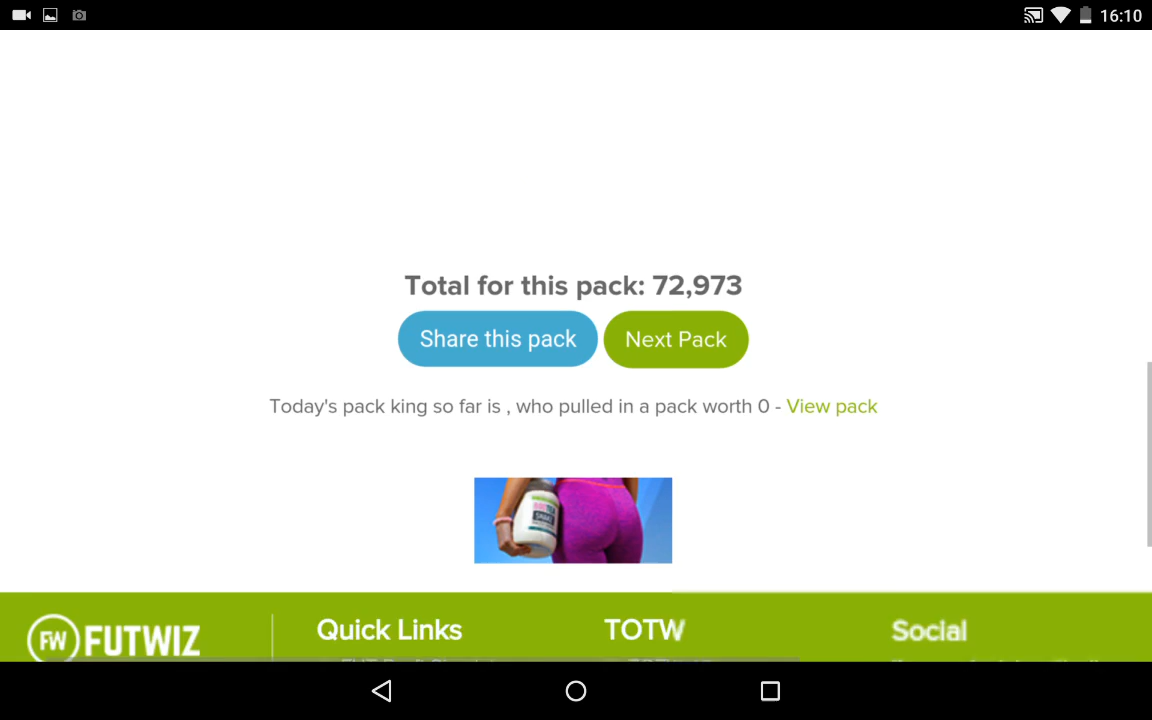 16:10
Total for this pack: 72,973
Share this pack Next Pack
Today's pack king so far is , who pulled in a pack worth 0 - View pack
FW FUTWIZ
Quick Links
TOTW
Social